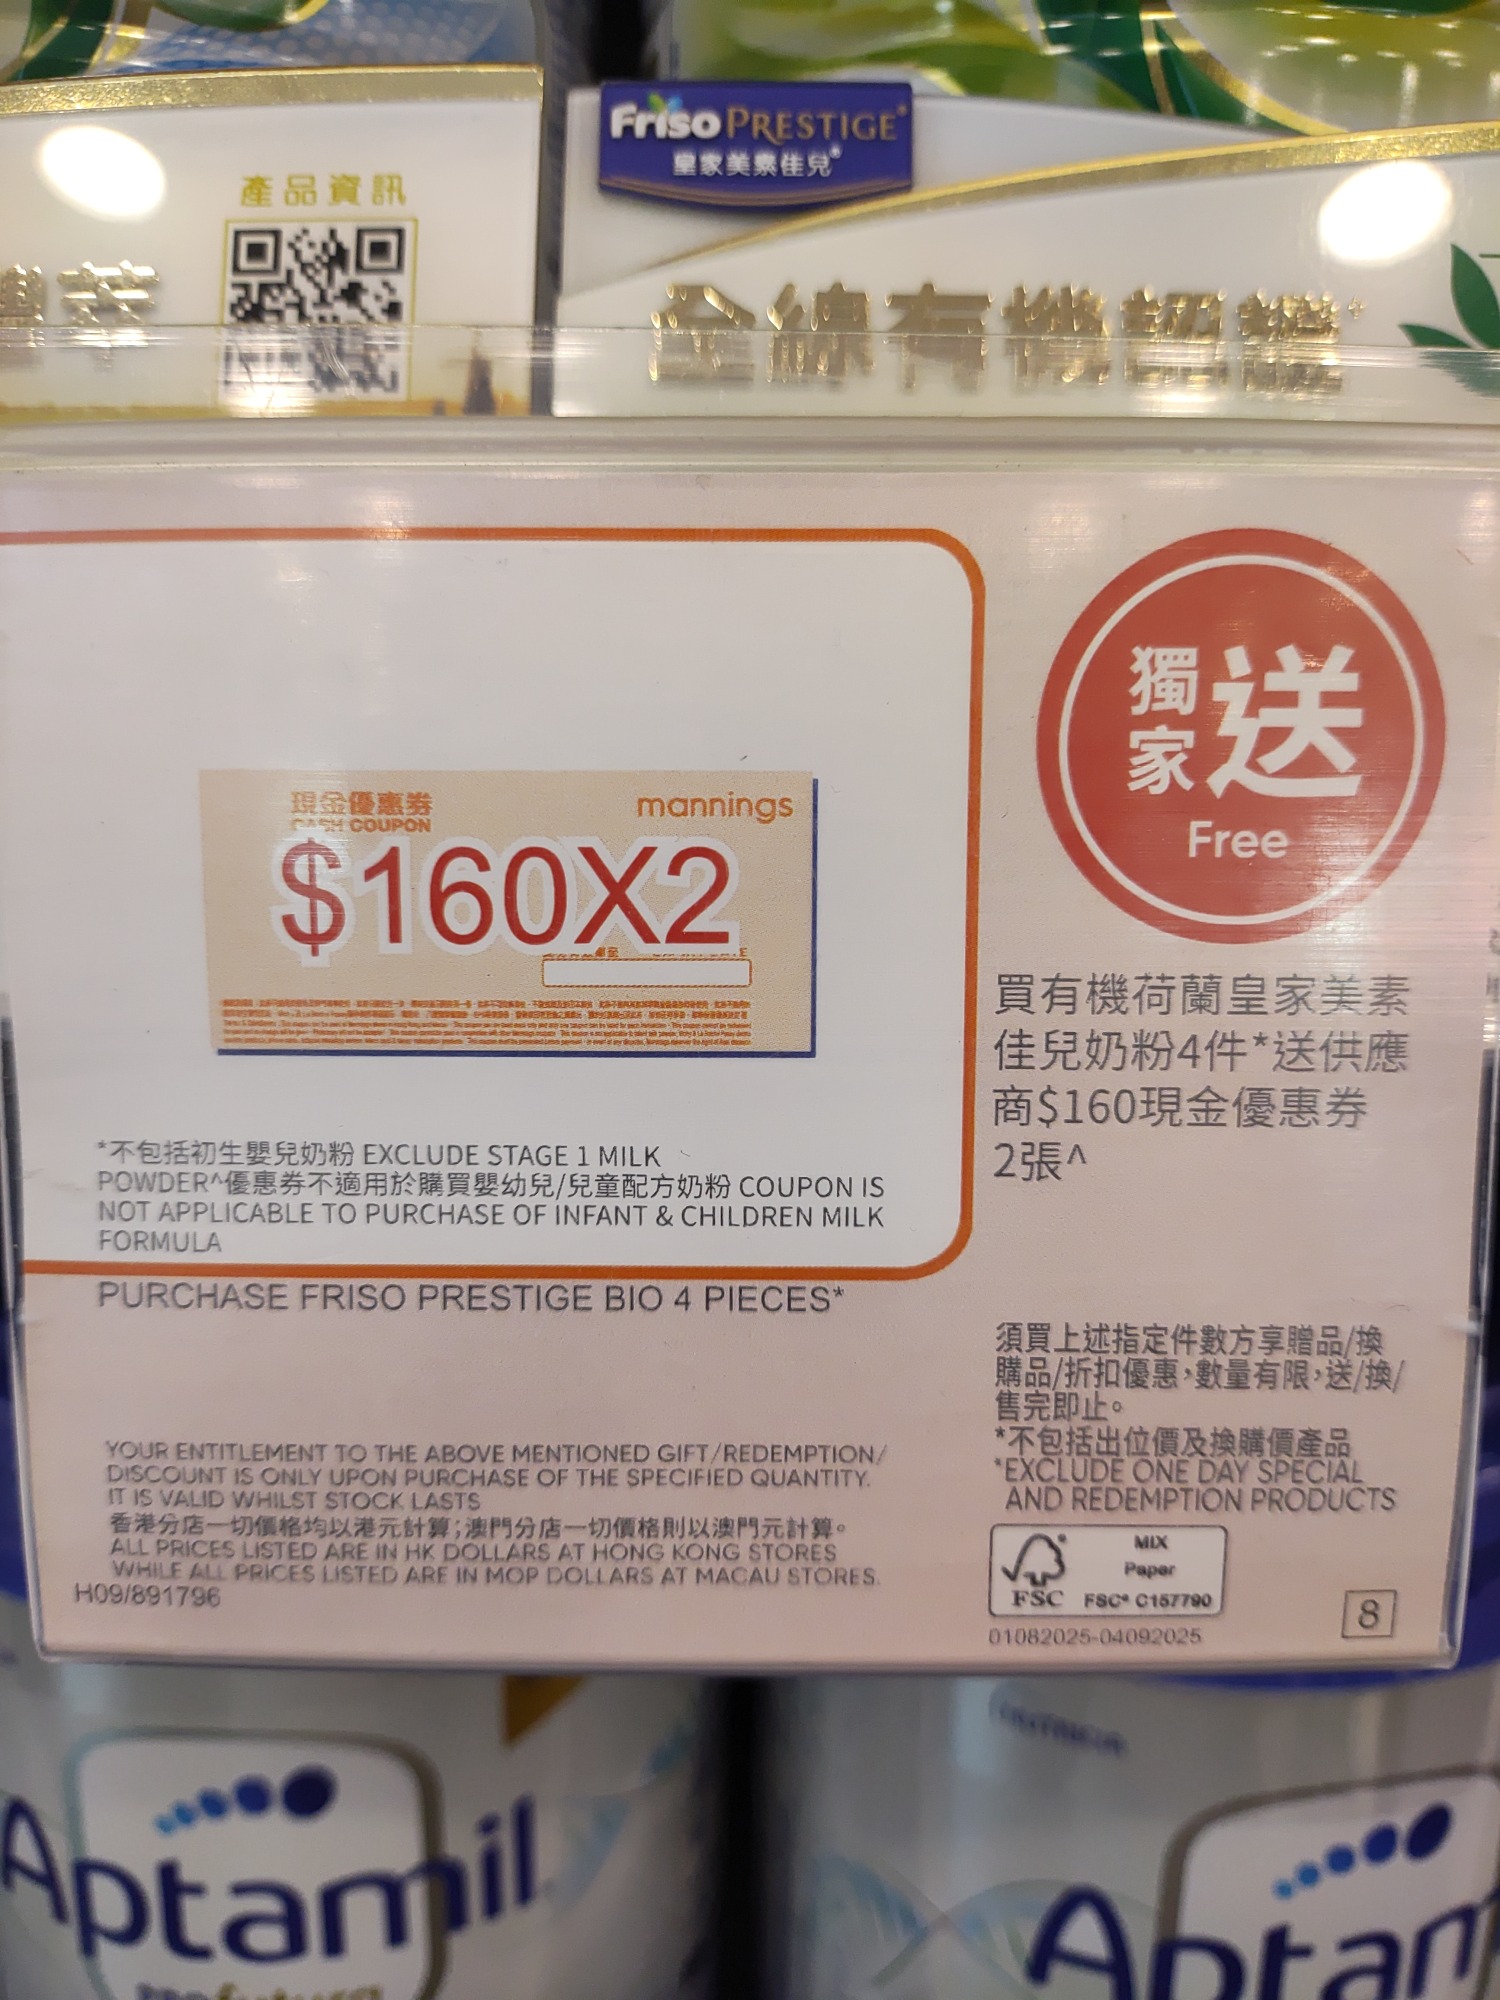 Friso PRESTIGE
皇家美素佳兒
產品資訊
萃
全線有機認證
獨家送
Free
現金優惠券
mannings
CASH COUPON
$160X2
買有機荷蘭皇家美素
佳兒奶粉4件*送供應
商$160現金優惠券
2張^
*不包括初生嬰兒奶粉 EXCLUDE STAGE 1 MILK
POWDER^優惠券不適用於購買嬰幼兒/兒童配方奶粉 COUPON IS
NOT APPLICABLE TO PURCHASE OF INFANT & CHILDREN MILK
FORMULA
PURCHASE FRISO PRESTIGE BIO 4 PIECES*
須買上述指定件數方享贈品/換
購品/折扣優惠,數量有限,送/換/
售完即止。
*不包括出位價及換購價產品
*EXCLUDE ONE DAY SPECIAL
AND REDEMPTION PRODUCTS
YOUR ENTITLEMENT TO THE ABOVE MENTIONED GIFT/REDEMPTION/
DISCOUNT IS ONLY UPON PURCHASE OF THE SPECIFIED QUANTITY.
IT IS VALID WHILST STOCK LASTS
香港分店一切價格均以港元計算;澳門分店一切價格則以澳門元計算。
ALL PRICES LISTED ARE IN HK DOLLARS AT HONG KONG STORES
WHILE ALL PRICES LISTED ARE IN MOP DOLLARS AT MACAU STORES.
H09/891796
FSC
MIX
Paper
FSC® C157790
01082025-04092025
8
NUTRICIA
Aptamil
Aptam